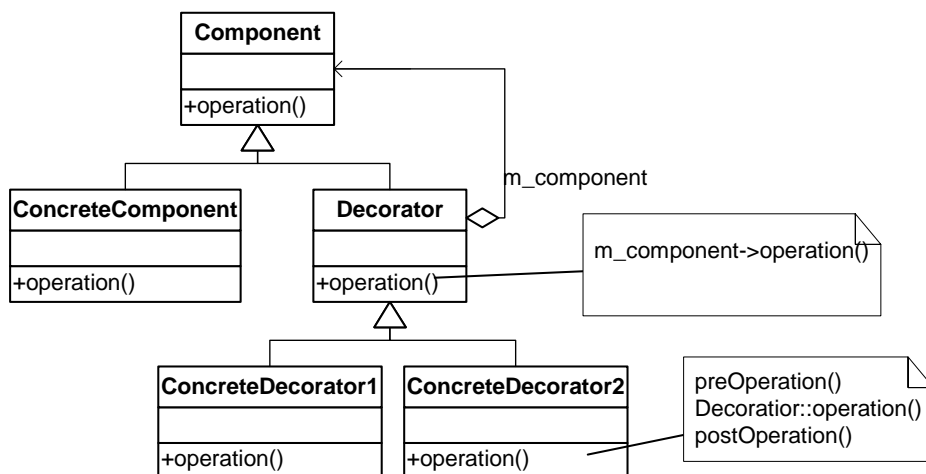 Component
+operation()
m_component
ConcreteComponent
Decorator
m_component->operation()
+operation()
+operation()
ConcreteDecorator1
ConcreteDecorator2
preOperation()
Decoratior::operation()
postOperation()
+operation()
+operation()